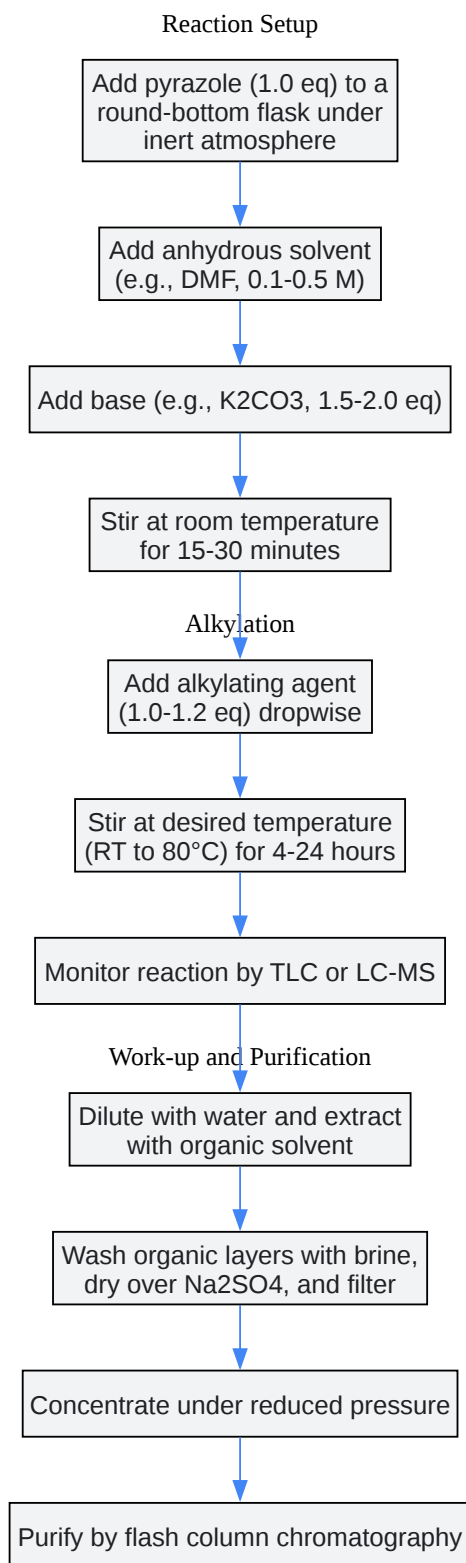 Reaction Setup
Add pyrazole (1.0 eq) to a
round-bottom flask under
inert atmosphere
Add anhydrous solvent
(e.g., DMF, 0.1-0.5 M)
Add base (e.g., K2CO3, 1.5-2.0 eq)
Stir at room temperature
for 15-30 minutes
Alkylation
Add alkylating agent
(1.0-1.2 eq) dropwise
Stir at desired temperature
(RT to 80°C) for 4-24 hours
Monitor reaction by TLC or LC-MS
Work-up and Purification
Dilute with water and extract
with organic solvent
Wash organic layers with brine,
dry over Na2SO4, and filter
Concentrate under reduced pressure
Purify by flash column chromatography